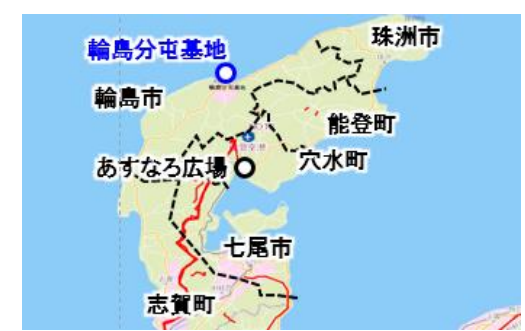 珠洲市
輪島分屯基地
輪島市
能登町
あすなろ広場
穴水町
七尾市
志賀町